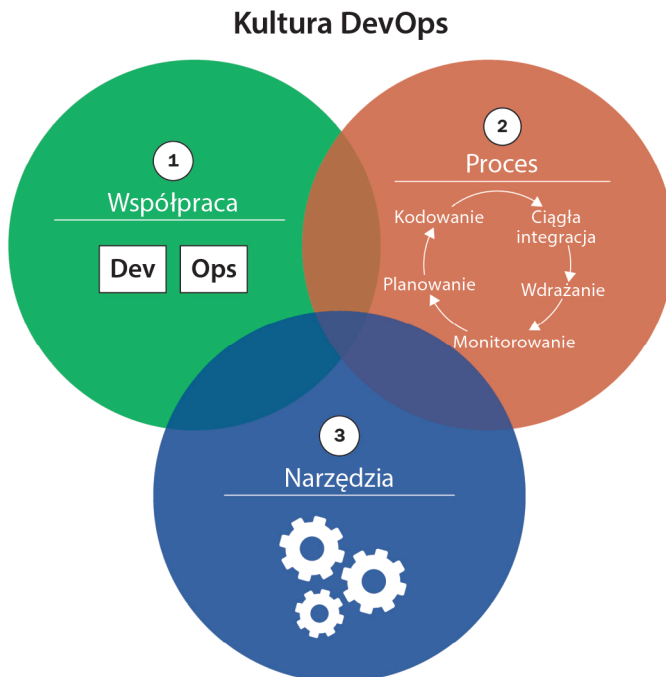 Kultura DevOps
1
Współpraca
Dev
Ops
2
Proces
Kodowanie
Ciągła
integracja
Wdrażanie
Monitorowanie
Planowanie
3
Narzędzia